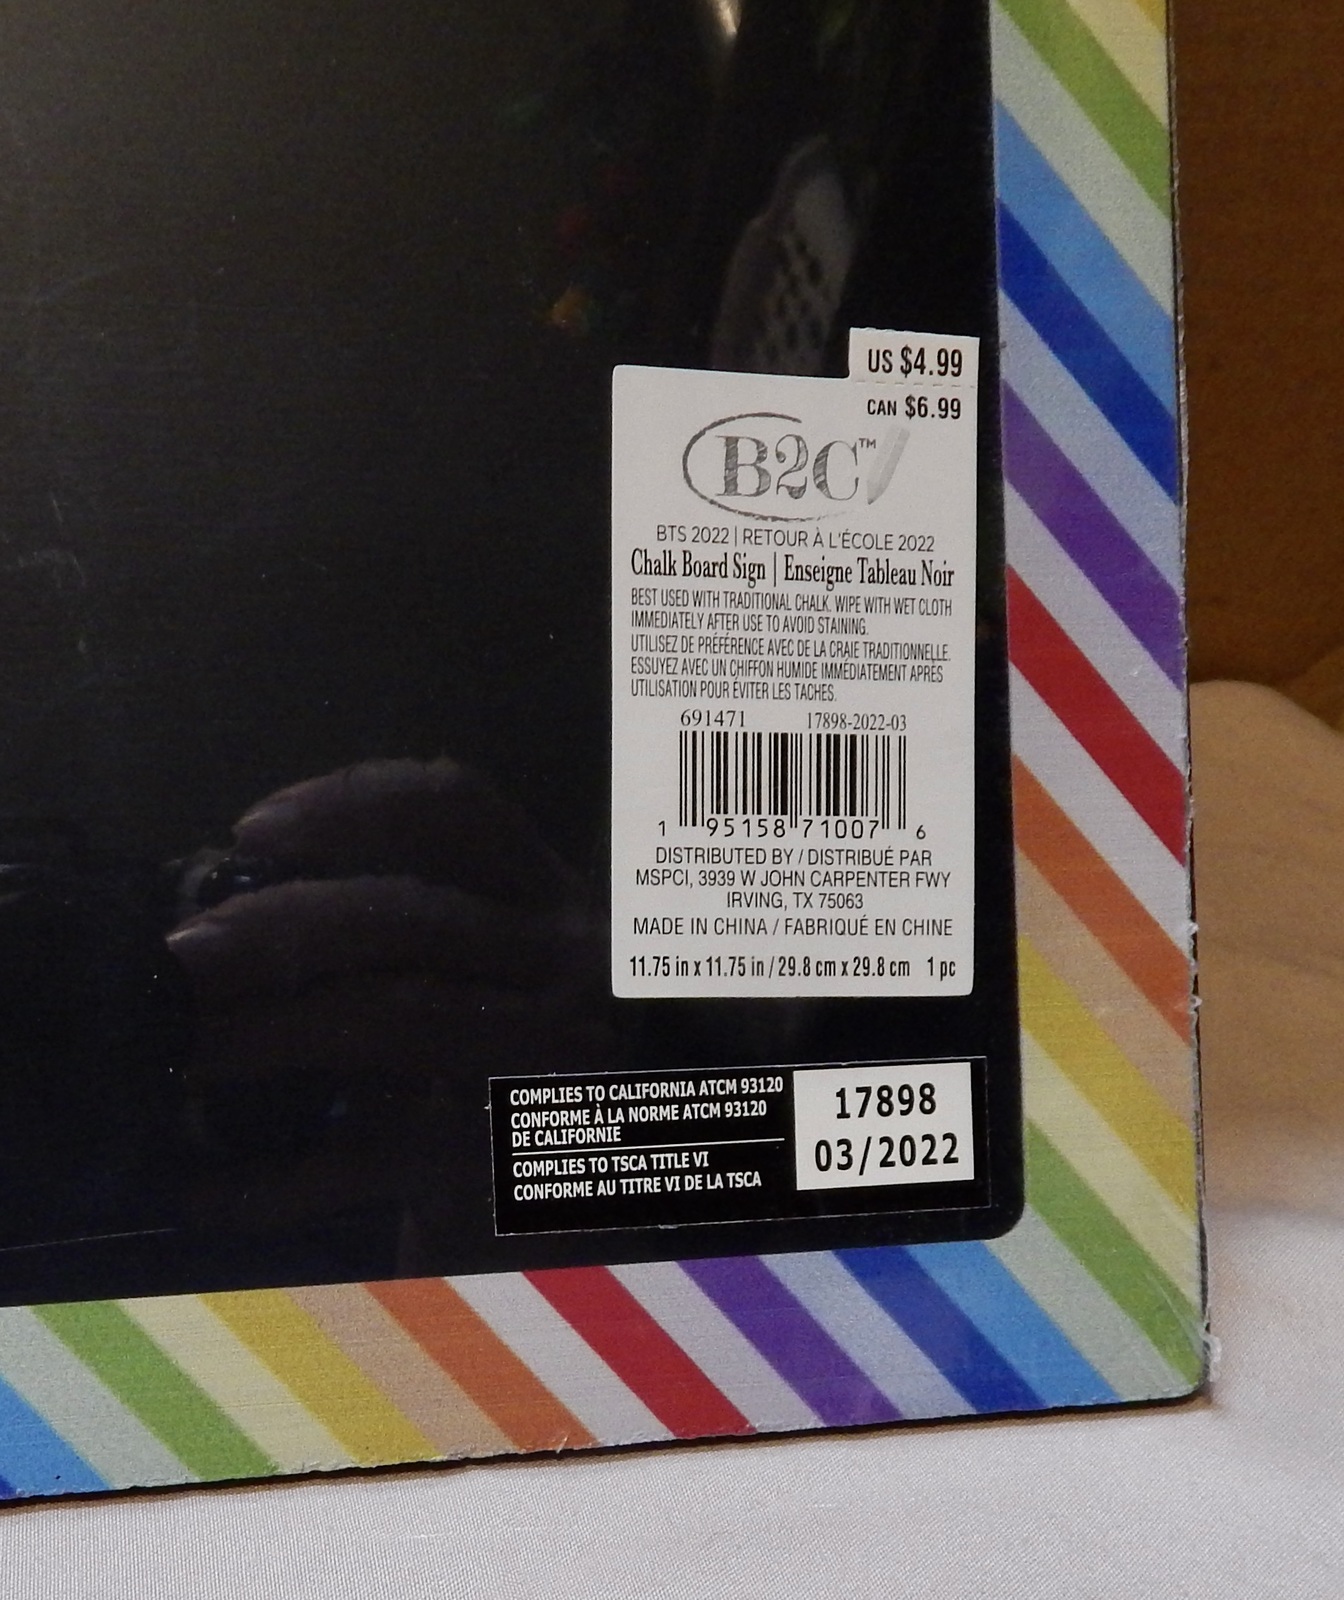 US $4.99
CAN $6.99
B2C™
BTS 2022 | RETOUR À L'ÉCOLE 2022
Chalk Board Sign | Enseigne Tableau Noir
BEST USED WITH TRADITIONAL CHALK. WIPE WITH WET CLOTH
IMMEDIATELY AFTER USE TO AVOID STAINING.
UTILISEZ DE PRÉFÉRENCE AVEC DE LA CRAIE TRADITIONNELLE.
ESSUYEZ AVEC UN CHIFFON HUMIDE IMMÉDIATEMENT APRÈS
UTILISATION POUR ÉVITER LES TACHES.
691471 17898-2022-03
1 95158 71007 6
DISTRIBUTED BY / DISTRIBUÉ PAR
MSPCI, 3939 W JOHN CARPENTER FWY
IRVING, TX 75063
MADE IN CHINA / FABRIQUÉ EN CHINE
11.75 in x 11.75 in / 29.8 cm x 29.8 cm 1 pc
COMPLIES TO CALIFORNIA ATCM 93120
CONFORME À LA NORME ATCM 93120
DE CALIFORNIE
COMPLIES TO TSCA TITLE VI
CONFORME AU TITRE VI DE LA TSCA
17898
03/2022